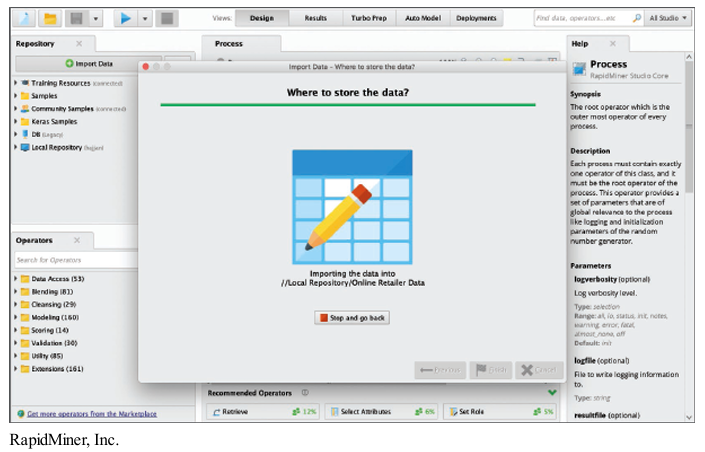 Views: Design Results Turbo Prep Auto Model Deployments Find data, operators...etc All Studio
Repository
Import Data
Training Resources (connected)
Samples
Community Samples (connected)
Keras Samples
DB (Legacy)
Local Repository
Operators
Search for Operators
Data Access (53)
Blending (81)
Cleansing (29)
Modeling (160)
Scoring (14)
Validation (30)
Utility (85)
Extensions (161)
Get more operators from the Marketplace
Process
Import Data - Where to store the data?
Where to store the data?
Importing the data into
//Local Repository/Online Retailer Data
Stop and go back
Previous Finish Cancel
Recommended Operators
Retrieve 12% Select Attributes 6% Set Role 5%
Help
Process
RapidMiner Studio Core
Synopsis
The root operator which is the
outer most operator of every
process.
Description
Each process must contain exactly
one operator of this class, and it
must be the root operator of the
process. This operator provides a
set of parameters that are of
global relevance to the process
like logging and initialization
parameters of the random
number generator.
Parameters
logverbosity (optional)
Log verbosity level.
Type: selection
Range: all, io, status, init, notes,
warning, error, fatal,
almost_none, off
Default: init
logfile (optional)
File to write logging information
to.
Type: string
resultfile (optional)
RapidMiner, Inc.